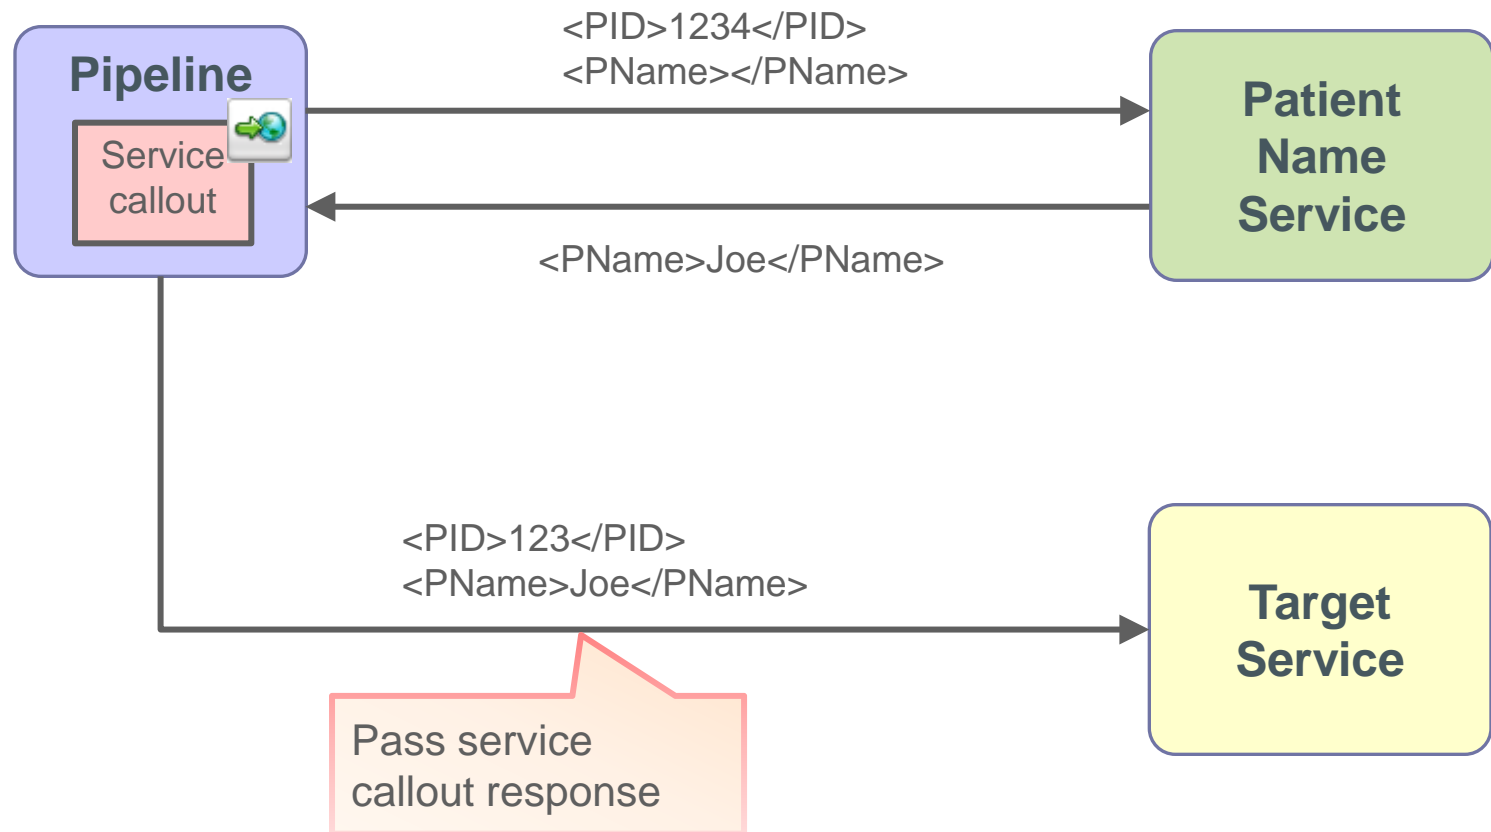 <PID>1234</PID>
<PName></PName>
Pipeline
Service
callout
Patient
Name
Service
<PName>Joe</PName>
<PID>123</PID>
<PName>Joe</PName>
Target
Service
Pass service
callout response